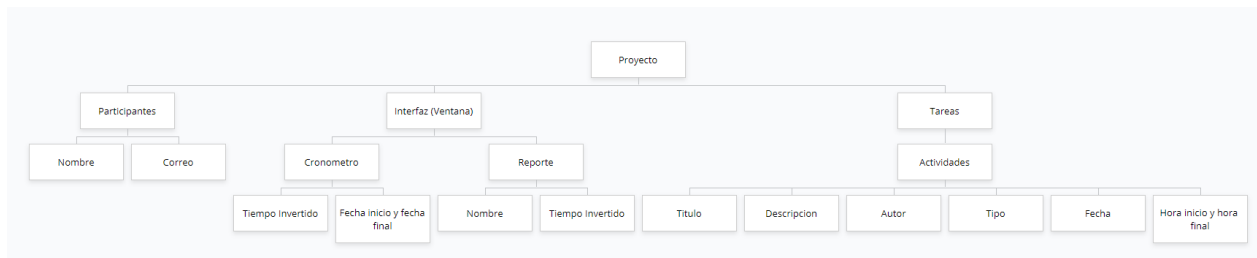 Proyecto
Participantes
Interfaz (Ventana)
Tareas
Nombre
Correo
Cronometro
Reporte
Actividades
Tiempo Invertido
Fecha inicio y fecha
final
Nombre
Tiempo Invertido
Titulo
Descripcion
Autor
Tipo
Fecha
Hora inicio y hora
final